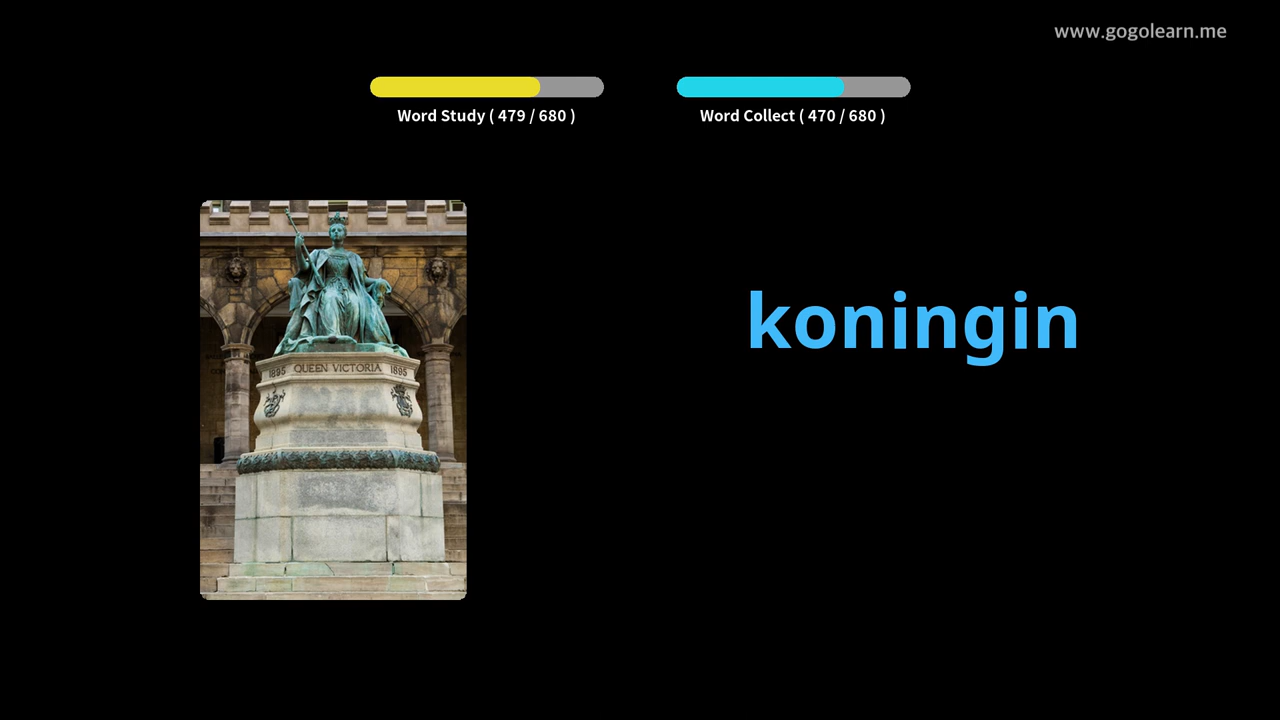 www.gogolearn.me
Word Study ( 479 / 680 )
Word Collect ( 470 / 680 )
koningin
1895 QUEEN VICTORIA 1895